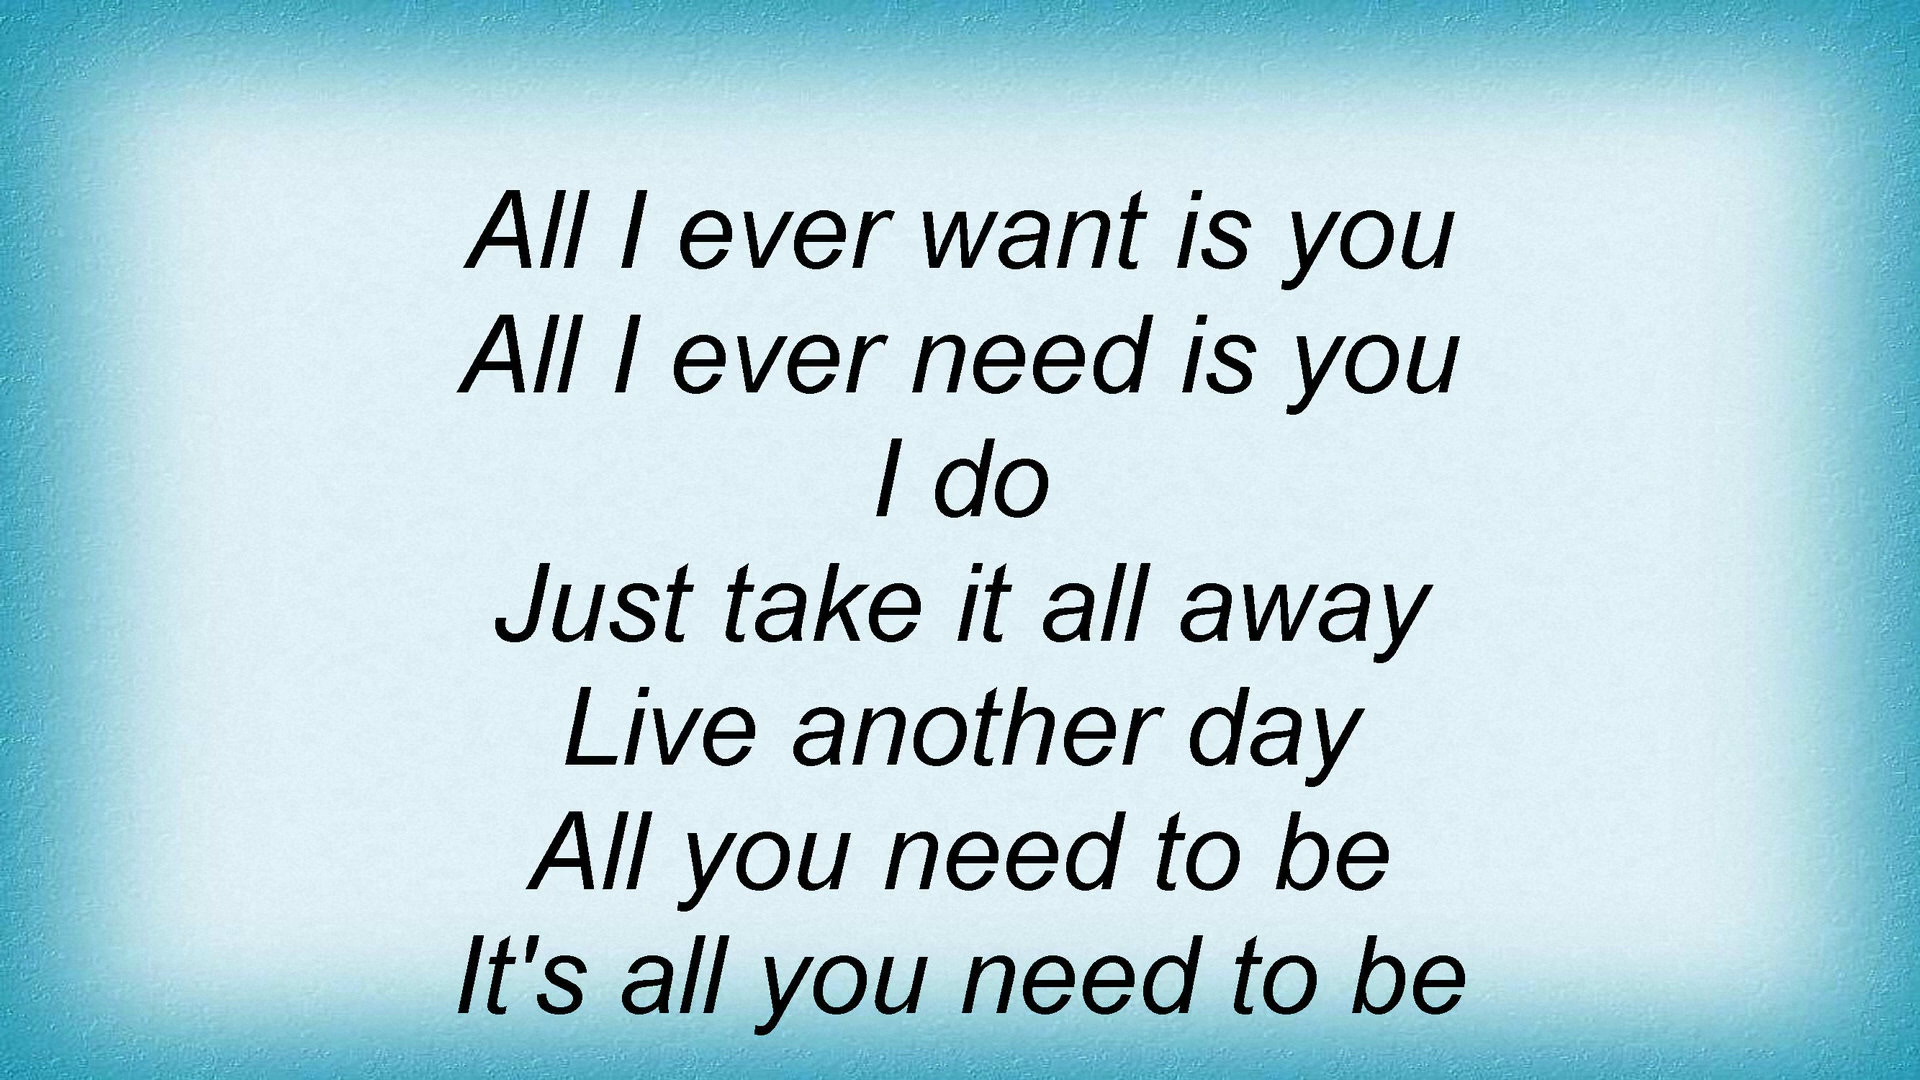 All I ever want is you
All I ever need is you
I do
Just take it all away
Live another day
All you need to be
It's all you need to be